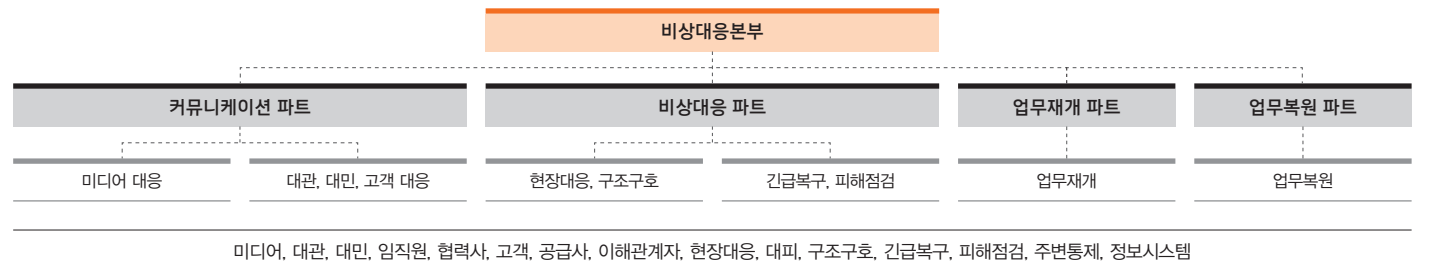 비상대응본부
커뮤니케이션 파트
비상대응 파트
업무재개 파트
업무복원 파트
미디어 대응
대관, 대민, 고객 대응
현장대응, 구조구호
긴급복구, 피해점검
업무재개
업무복원
미디어, 대관, 대민, 임직원, 협력사, 고객, 공급사, 이해관계자, 현장대응, 대피, 구조구호, 긴급복구, 피해점검, 주변통제, 정보시스템